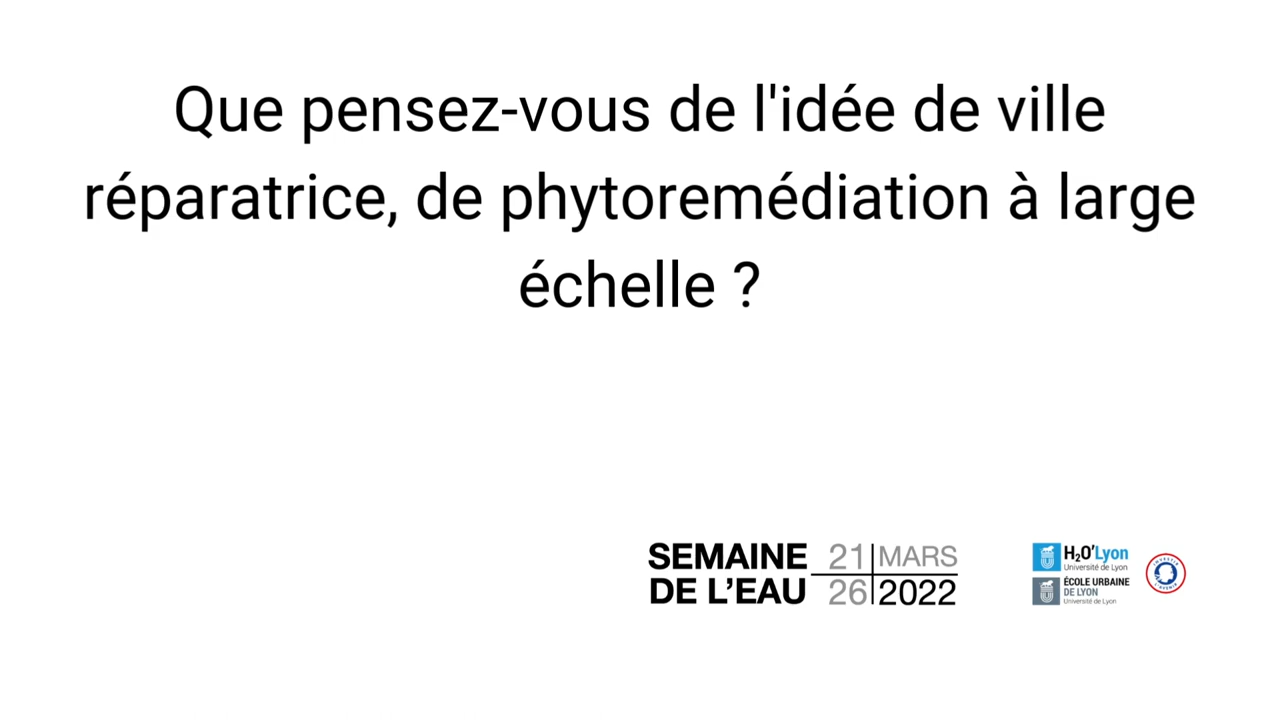 Que pensez-vous de l'idée de ville
réparatrice, de phytoremédiation à large
échelle ?
SEMAINE 21 MARS
DE L'EAU 26 2022
H₂O'Lyon
Université de Lyon
ÉCOLE URBAINE
DE LYON
Université de Lyon